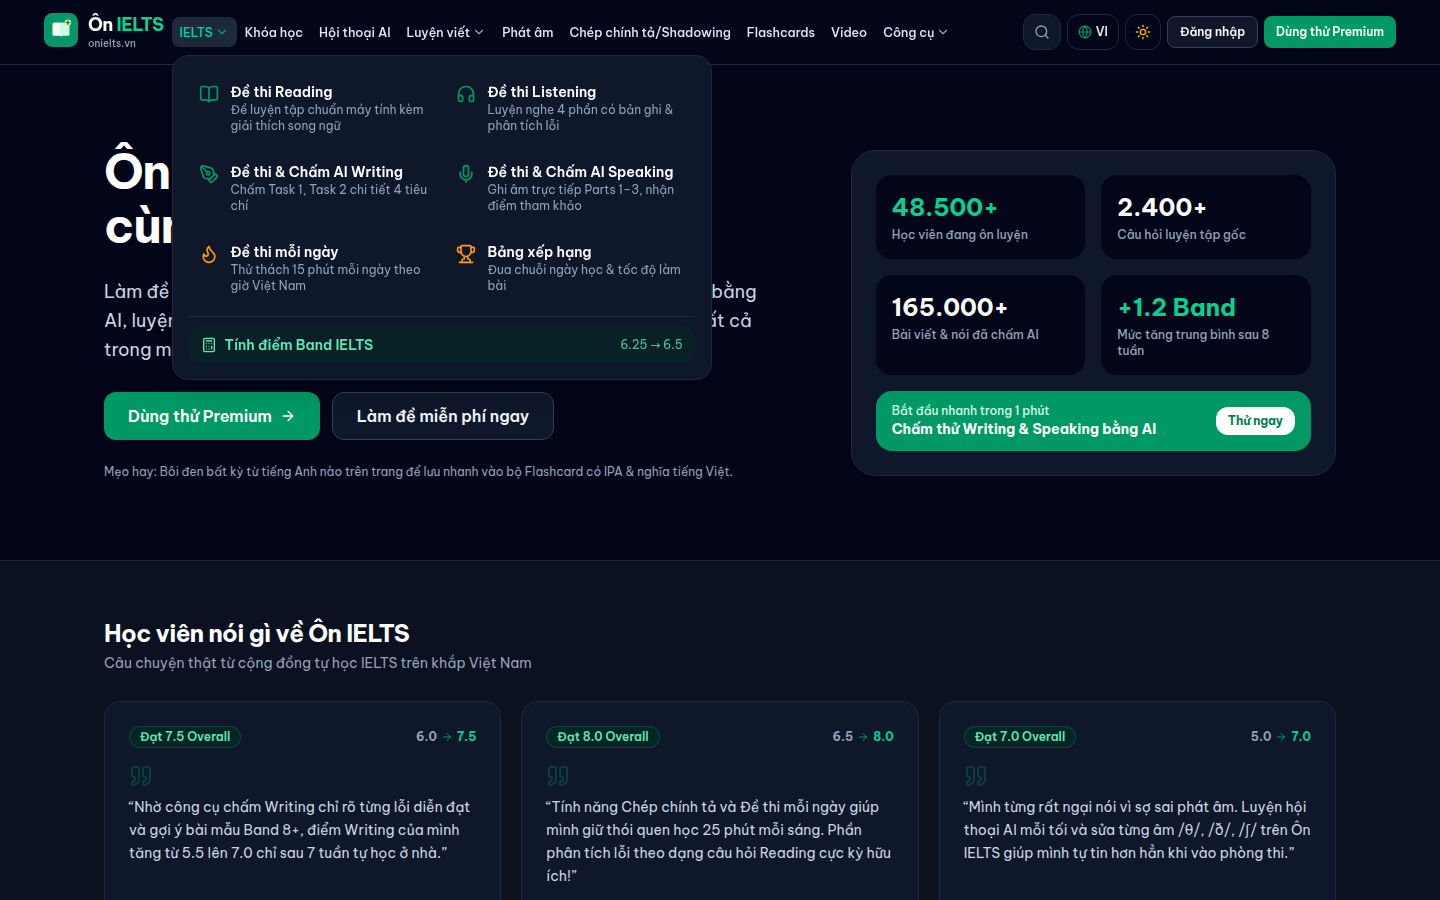 Ôn IELTS
onielts.vn
IELTS
Khóa học
Hội thoại AI
Luyện viết
Phát âm
Chép chính tả/Shadowing
Flashcards
Video
Công cụ
VI
Đăng nhập
Dùng thử Premium
Đề thi Reading
Đề luyện tập chuẩn máy tính kèm
giải thích song ngữ
Đề thi Listening
Luyện nghe 4 phần có bản ghi &
phân tích lỗi
Đề thi & Chấm AI Writing
Chấm Task 1, Task 2 chi tiết 4 tiêu
chí
Đề thi & Chấm AI Speaking
Ghi âm trực tiếp Parts 1–3, nhận
điểm tham khảo
Đề thi mỗi ngày
Thử thách 15 phút mỗi ngày theo
giờ Việt Nam
Bảng xếp hạng
Đua chuỗi ngày học & tốc độ làm
bài
Tính điểm Band IELTS
6.25 → 6.5
Ôn
Làm đề
bằng
AI,
trong
Dùng thử Premium →
Làm đề miễn phí ngay
Mẹo hay: Bôi đen bất kỳ từ tiếng Anh nào trên trang để lưu nhanh vào bộ Flashcard có IPA & nghĩa tiếng Việt.
48.500+
Học viên đang ôn luyện
2.400+
Câu hỏi luyện tập gốc
165.000+
Bài viết & nói đã chấm AI
+1.2 Band
Mức tăng trung bình sau 8
tuần
Bắt đầu nhanh trong 1 phút
Chấm thử Writing & Speaking bằng AI
Thử ngay
Học viên nói gì về Ôn IELTS
Câu chuyện thật từ cộng đồng tự học IELTS trên khắp Việt Nam
Đạt 7.5 Overall
6.0 → 7.5
“Nhờ công cụ chấm Writing chỉ rõ từng lỗi diễn đạt
và gợi ý bài mẫu Band 8+, điểm Writing của mình
tăng từ 5.5 lên 7.0 chỉ sau 7 tuần tự học ở nhà.”
Đạt 8.0 Overall
6.5 → 8.0
“Tính năng Chép chính tả và Đề thi mỗi ngày giúp
mình giữ thói quen học 25 phút mỗi sáng. Phần
phân tích lỗi theo dạng câu hỏi Reading cực kỳ hữu
ích!”
Đạt 7.0 Overall
5.0 → 7.0
“Mình từng rất ngại nói vì sợ sai phát âm. Luyện hội
thoại AI mỗi tối và sửa từng âm /θ/, /ð/, /ʃ/ trên Ôn
IELTS giúp mình tự tin hơn hẳn khi vào phòng thi.”